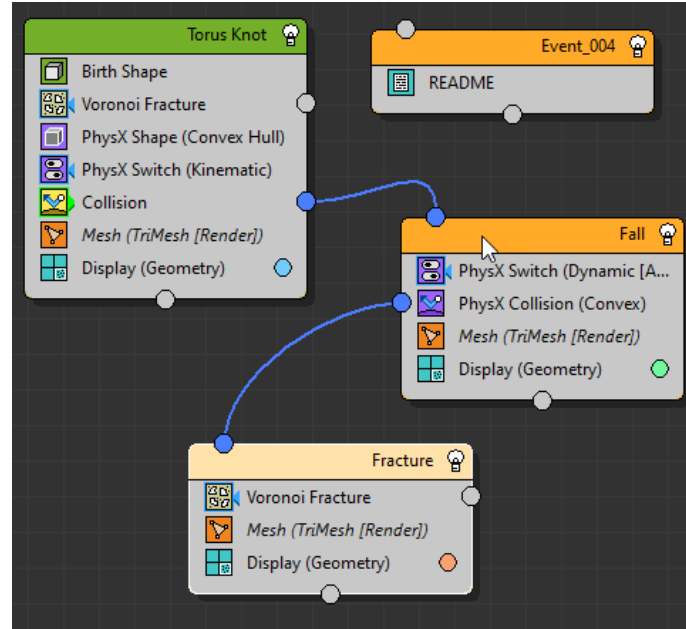 Torus Knot
Birth Shape
Voronoi Fracture
PhysX Shape (Convex Hull)
PhysX Switch (Kinematic)
Collision
Mesh (TriMesh [Render])
Display (Geometry)
Event_004
README
Fall
PhysX Switch (Dynamic [A...
PhysX Collision (Convex)
Mesh (TriMesh [Render])
Display (Geometry)
Fracture
Voronoi Fracture
Mesh (TriMesh [Render])
Display (Geometry)